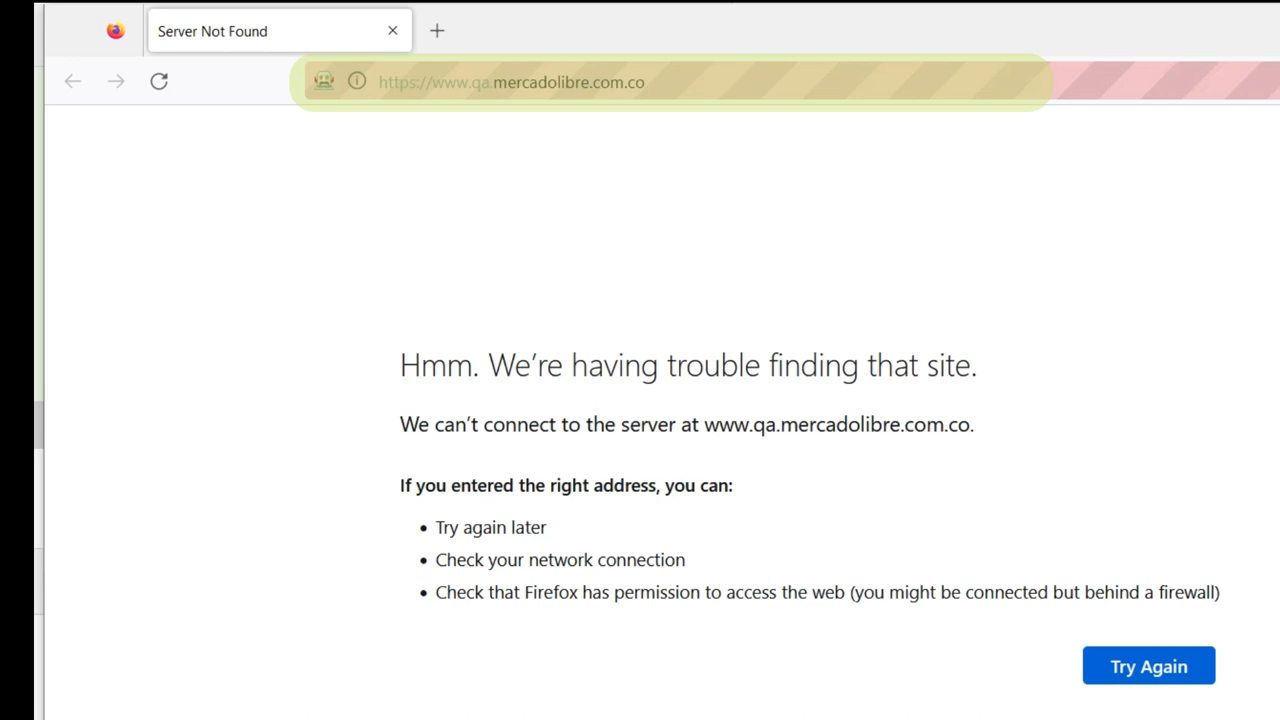 Server Not Found
https://www.qa.mercadolibre.com.co
Hmm. We’re having trouble finding that site.
We can’t connect to the server at www.qa.mercadolibre.com.co.
If you entered the right address, you can:
• Try again later
• Check your network connection
• Check that Firefox has permission to access the web (you might be connected but behind a firewall)
Try Again